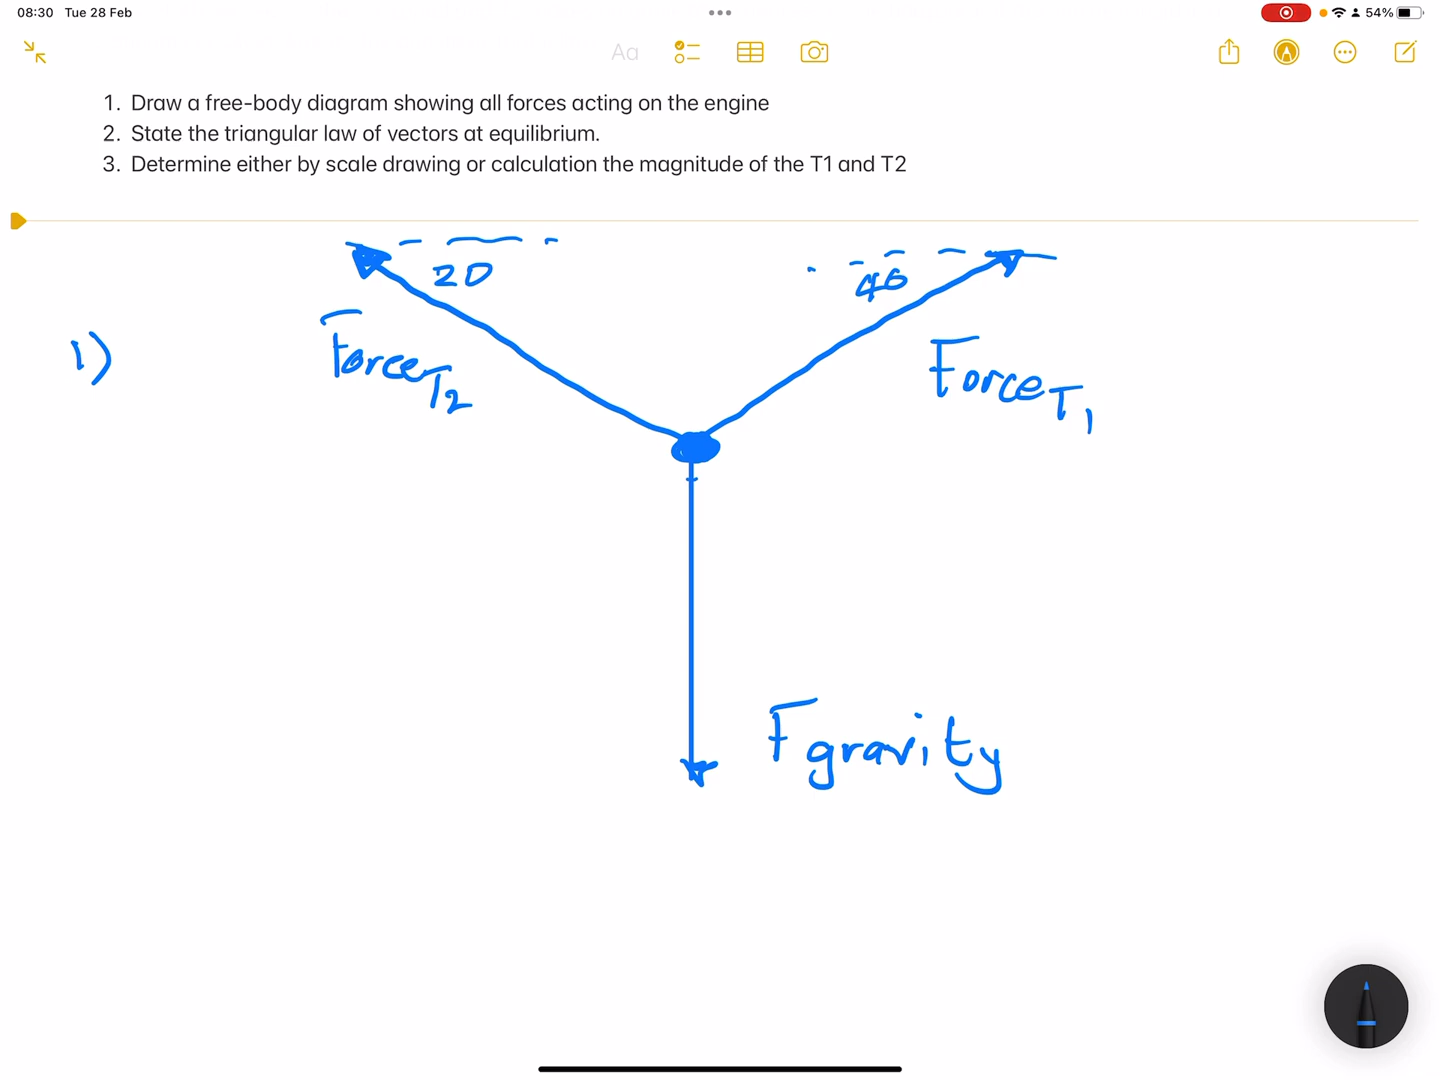 08:30 Tue 28 Feb
54%
Aa
1. Draw a free-body diagram showing all forces acting on the engine
2. State the triangular law of vectors at equilibrium.
3. Determine either by scale drawing or calculation the magnitude of the T1 and T2
20
40
1)
Force T2
Force T1
F gravity